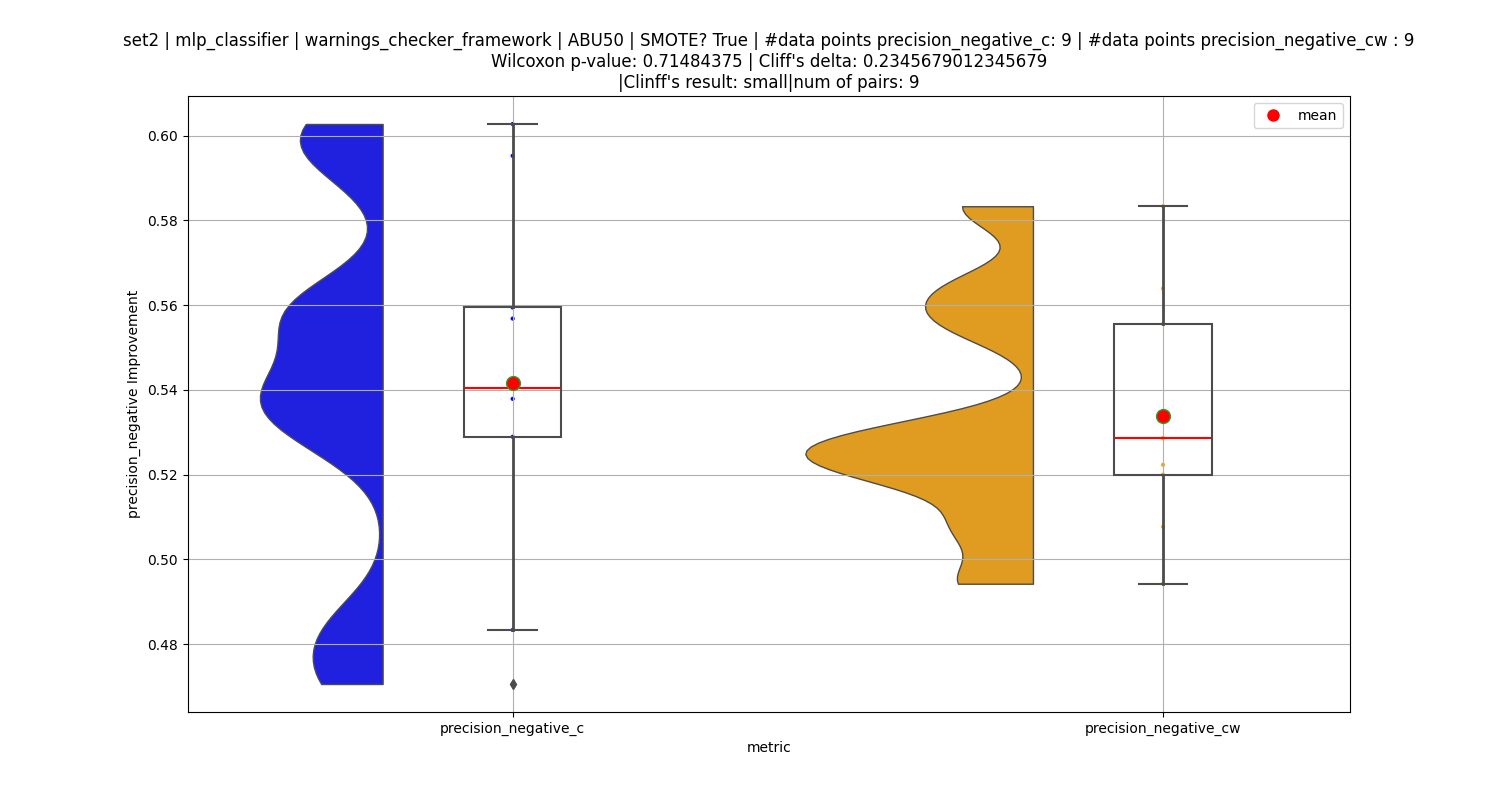 set2 | mlp_classifier | warnings_checker_framework | ABU50 | SMOTE? True | #data points precision_negative_c: 9 | #data points precision_negative_cw : 9
Wilcoxon p-value: 0.71484375 | Cliff's delta: 0.2345679012345679
|Clinff's result: small|num of pairs: 9
mean
0.60
0.58
0.56
0.54
0.52
0.50
0.48
precision_negative Improvement
precision_negative_c
precision_negative_cw
metric